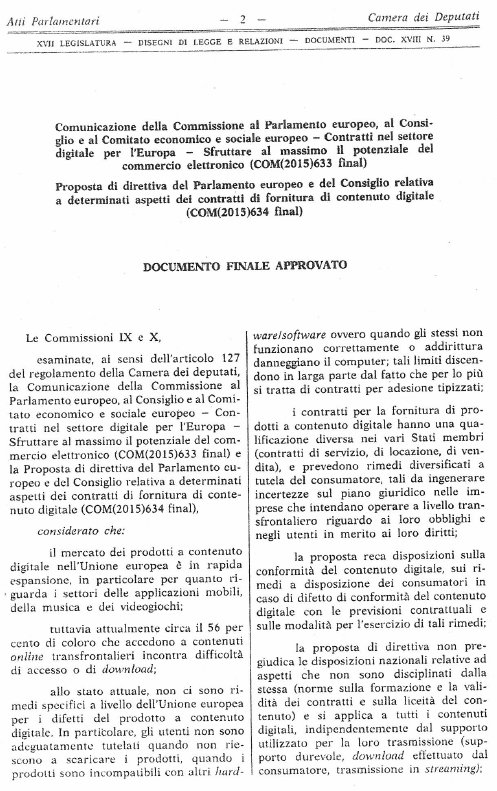 Atti Parlamentari
— 2 —
Camera dei Deputati
XVII LEGISLATURA — DISEGNI DI LEGGE E RELAZIONI — DOCUMENTI — DOC. XVIII N. 39
Comunicazione della Commissione al Parlamento europeo, al Consi-
glio e al Comitato economico e sociale europeo – Contratti nel settore
digitale per l'Europa – Sfruttare al massimo il potenziale del
commercio elettronico (COM(2015)633 final)
Proposta di direttiva del Parlamento europeo e del Consiglio relativa
a determinati aspetti dei contratti di fornitura di contenuto digitale
(COM(2015)634 final)
DOCUMENTO FINALE APPROVATO
Le Commissioni IX e X,
esaminate, ai sensi dell'articolo 127
del regolamento della Camera dei deputati,
la Comunicazione della Commissione al
Parlamento europeo, al Consiglio e al Comi-
tato economico e sociale europeo – Con-
tratti nel settore digitale per l'Europa –
Sfruttare al massimo il potenziale del com-
mercio elettronico (COM(2015)633 final) e
la Proposta di direttiva del Parlamento eu-
ropeo e del Consiglio relativa a determinati
aspetti dei contratti di fornitura di conte-
nuto digitale (COM(2015)634 final),
considerato che:
il mercato dei prodotti a contenuto
digitale nell'Unione europea è in rapida
espansione, in particolare per quanto ri-
guarda i settori delle applicazioni mobili,
della musica e dei videogiochi;
tuttavia attualmente circa il 56 per
cento di coloro che accedono a contenuti
online transfrontalieri incontra difficoltà
di accesso o di download;
allo stato attuale, non ci sono ri-
medi specifici a livello dell'Unione europea
per i difetti del prodotto a contenuto
digitale. In particolare, gli utenti non sono
adeguatamente tutelati quando non rie-
scono a scaricare i prodotti, quando i
prodotti sono incompatibili con altri hard-
ware/software ovvero quando gli stessi non
funzionano correttamente o addirittura
danneggiano il computer; tali limiti discen-
dono in larga parte dal fatto che per lo più
si tratta di contratti per adesione tipizzati;
i contratti per la fornitura di pro-
dotti a contenuto digitale hanno una qua-
lificazione diversa nei vari Stati membri
(contratti di servizio, di locazione, di ven-
dita), e prevedono rimedi diversificati a
tutela del consumatore, tali da ingenerare
incertezze sul piano giuridico nelle im-
prese che intendano operare a livello tran-
sfrontaliero riguardo ai loro obblighi e
negli utenti in merito ai loro diritti;
la proposta reca disposizioni sulla
conformità del contenuto digitale, sui ri-
medi a disposizione dei consumatori in
caso di difetto di conformità del contenuto
digitale con le previsioni contrattuali e
sulle modalità per l'esercizio di tali rimedi;
la proposta di direttiva non pre-
giudica le disposizioni nazionali relative ad
aspetti che non sono disciplinati dalla
stessa (norme sulla formazione e la vali-
dità dei contratti e sulla liceità del con-
tenuto) e si applica a tutti i contenuti
digitali, indipendentemente dal supporto
utilizzato per la loro trasmissione (sup-
porto durevole, download effettuato dal
consumatore, trasmissione in streaming);